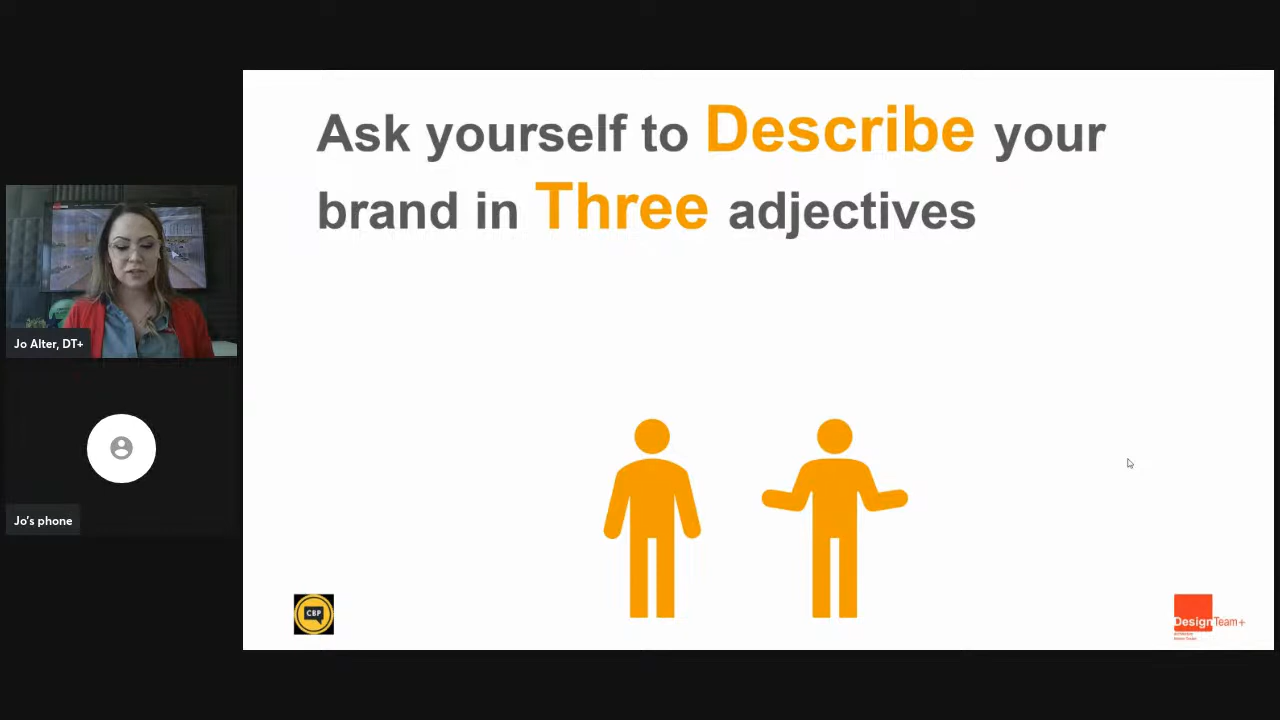 Ask yourself to Describe your
brand in Three adjectives
Jo Alter, DT+
Jo's phone
CBP
DesignTeam+